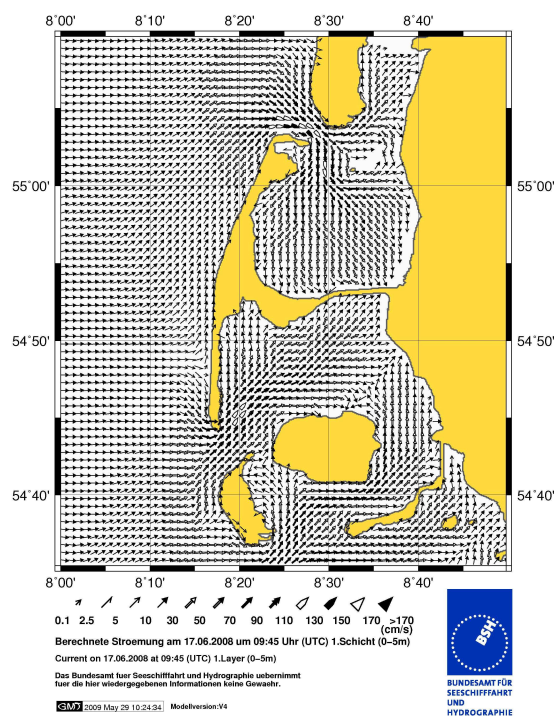 8°00' 8°10' 8°20' 8°30' 8°40'
55°00' 55°00'
54°50' 54°50'
54°40' 54°40'
8°00' 8°10' 8°20' 8°30' 8°40'
0.1 2.5 5 10 30 50 70 90 110 130 150 170 >170
(cm/s)
Berechnete Stroemung am 17.06.2008 um 09:45 Uhr (UTC) 1.Schicht (0-5m)
Current on 17.06.2008 at 09:45 (UTC) 1.Layer (0-5m)
Das Bundesamt fuer Seeschiffahrt und Hydrographie uebernimmt
fuer die hier wiedergegebenen Informationen keine Gewaehr.
GMT 2009 May 29 10:24:34 Modellversion:V4
BSH
BUNDESAMT FÜR
SEESCHIFFFAHRT
UND
HYDROGRAPHIE